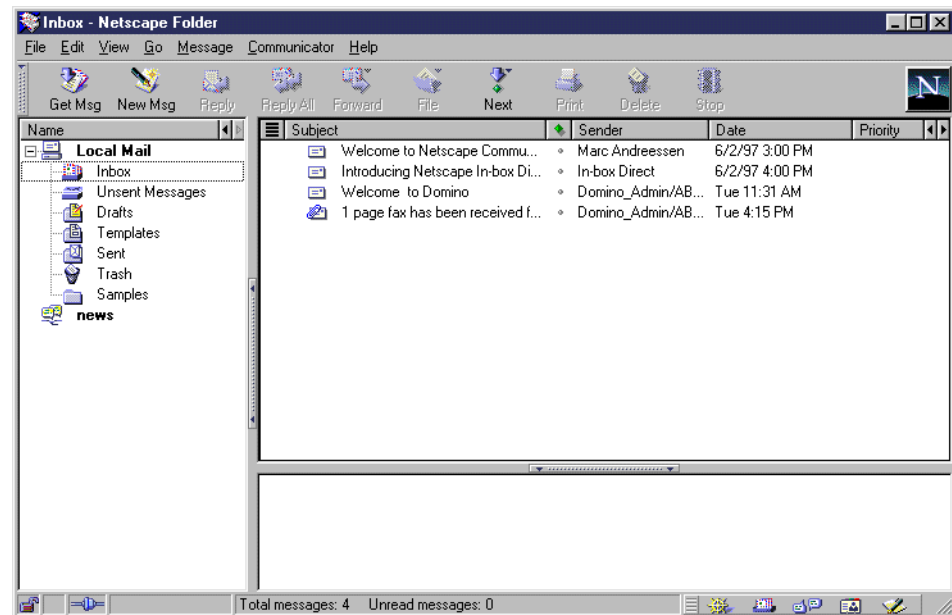 Inbox - Netscape Folder
File Edit View Go Message Communicator Help
Get Msg New Msg Reply Reply All Forward File Next Print Delete Stop
N
Name Subject Sender Date Priority
Local Mail
Inbox
Unsent Messages
Drafts
Templates
Sent
Trash
Samples
news
Welcome to Netscape Commu... Marc Andreessen 6/2/97 3:00 PM
Introducing Netscape In-box Di... In-box Direct 6/2/97 4:00 PM
Welcome to Domino Domino_Admin/AB... Tue 11:31 AM
1 page fax has been received f... Domino_Admin/AB... Tue 4:15 PM
Total messages: 4 Unread messages: 0